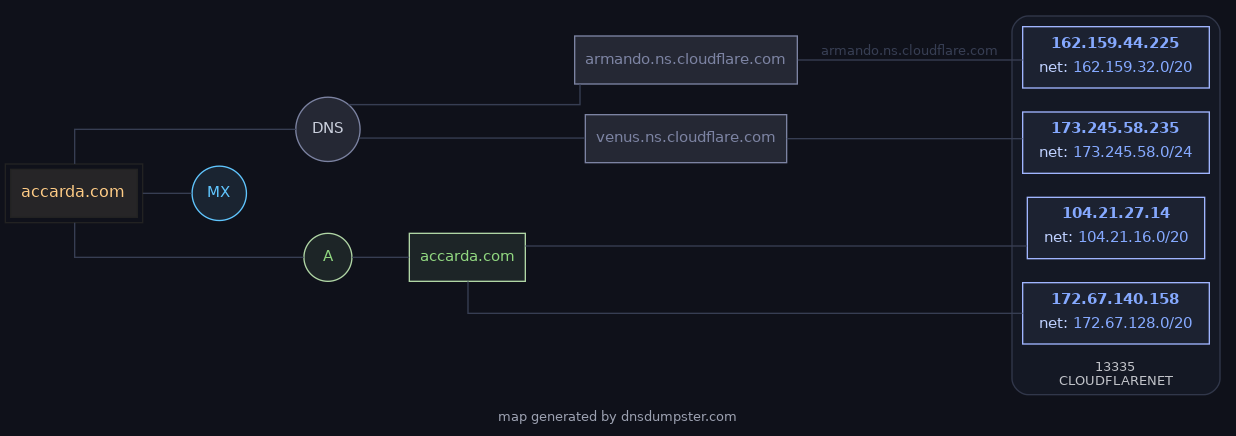 accarda.com
DNS
MX
A
armando.ns.cloudflare.com
venus.ns.cloudflare.com
accarda.com
armando.ns.cloudflare.com
162.159.44.225
net: 162.159.32.0/20
173.245.58.235
net: 173.245.58.0/24
104.21.27.14
net: 104.21.16.0/20
172.67.140.158
net: 172.67.128.0/20
13335
CLOUDFLARENET
map generated by dnsdumpster.com